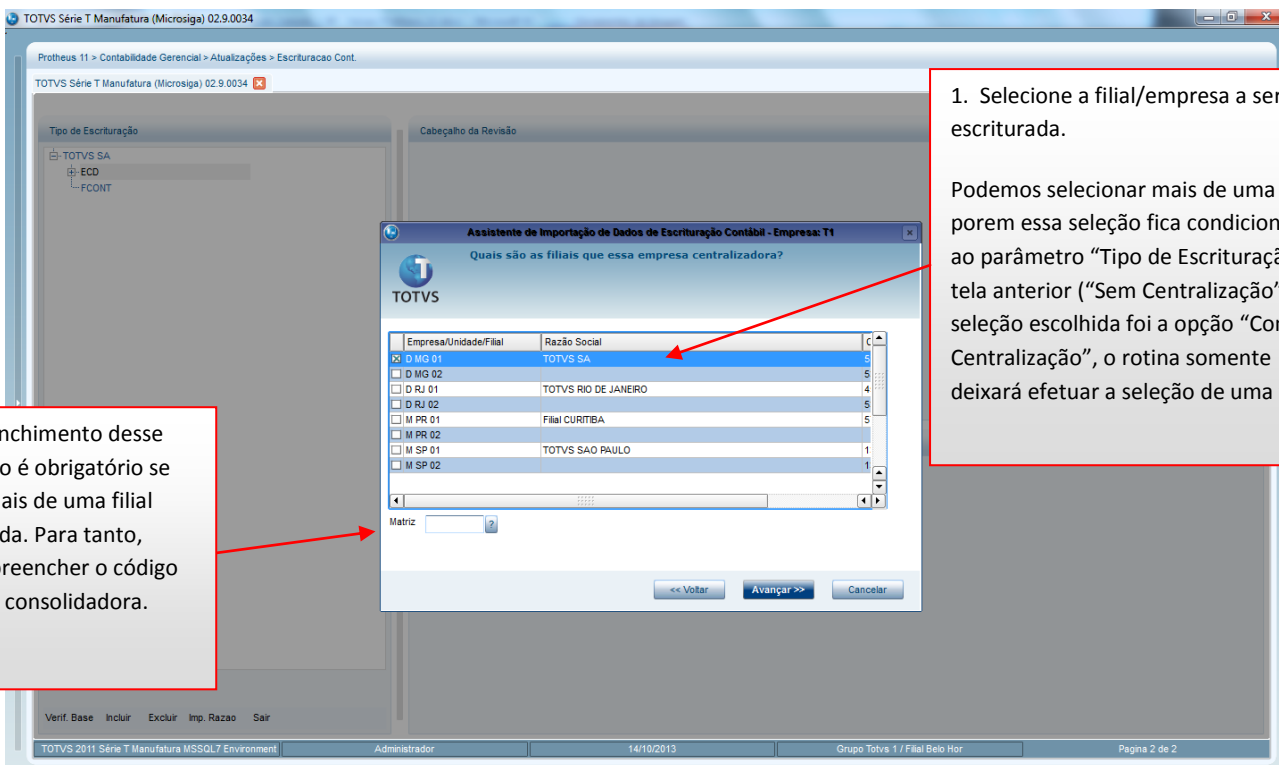 TOTVS Série T Manufatura (Microsiga) 02.9.0034
Protheus 11 > Contabilidade Gerencial > Atualizações > Escrituracao Cont.
TOTVS Série T Manufatura (Microsiga) 02.9.0034
Tipo de Escrituração
Cabeçalho da Revisão
TOTVS SA
ECD
FCONT
Assistente de Importação de Dados de Escrituração Contábil - Empresa: T1
Quais são as filiais que essa empresa centralizadora?
TOTVS
Empresa/Unidade/Filial Razão Social C
D MG 01 TOTVS SA 5
D MG 02 5
D RJ 01 TOTVS RIO DE JANEIRO 4
D RJ 02 5
M PR 01 Filial CURITIBA 5
M PR 02
M SP 01 TOTVS SAO PAULO 1
M SP 02 1
Matriz ?
<< Voltar Avançar >> Cancelar
1. Selecione a filial/empresa a ser
escriturada.
Podemos selecionar mais de uma
porem essa seleção fica condicion
ao parâmetro “Tipo de Escrituraçã
tela anterior (“Sem Centralização”
seleção escolhida foi a opção “Co
Centralização”, o rotina somente
deixará efetuar a seleção de uma
nchimento desse
o é obrigatório se
ais de uma filial
da. Para tanto,
preencher o código
consolidadora.
Verif. Base Incluir Excluir Imp. Razao Sair
TOTVS 2011 Série T Manufatura MSSQL7 Environment Administrador 14/10/2013 Grupo Totvs 1 / Filial Belo Hor Pagina 2 de 2